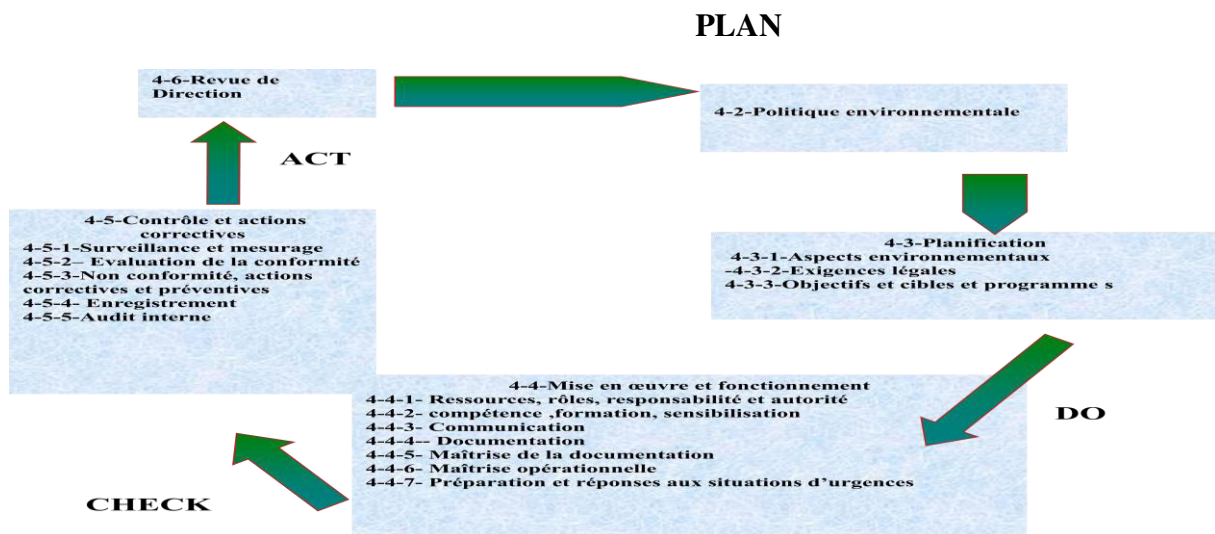 PLAN
4-6-Revue de
Direction
4-2-Politique environnementale
ACT
4-5-Contrôle et actions
correctives
4-5-1-Surveillance et mesurage
4-5-2– Evaluation de la conformité
4-5-3-Non conformité, actions
correctives et préventives
4-5-4- Enregistrement
4-5-5-Audit interne
4-3-Planification
4-3-1-Aspects environnementaux
-4-3-2-Exigences légales
4-3-3-Objectifs et cibles et programme s
4-4-Mise en œuvre et fonctionnement
4-4-1- Ressources, rôles, responsabilité et autorité
4-4-2- compétence ,formation, sensibilisation
4-4-3- Communication
4-4-4-- Documentation
4-4-5- Maîtrise de la documentation
4-4-6- Maîtrise opérationnelle
4-4-7- Préparation et réponses aux situations d'urgences
DO
CHECK